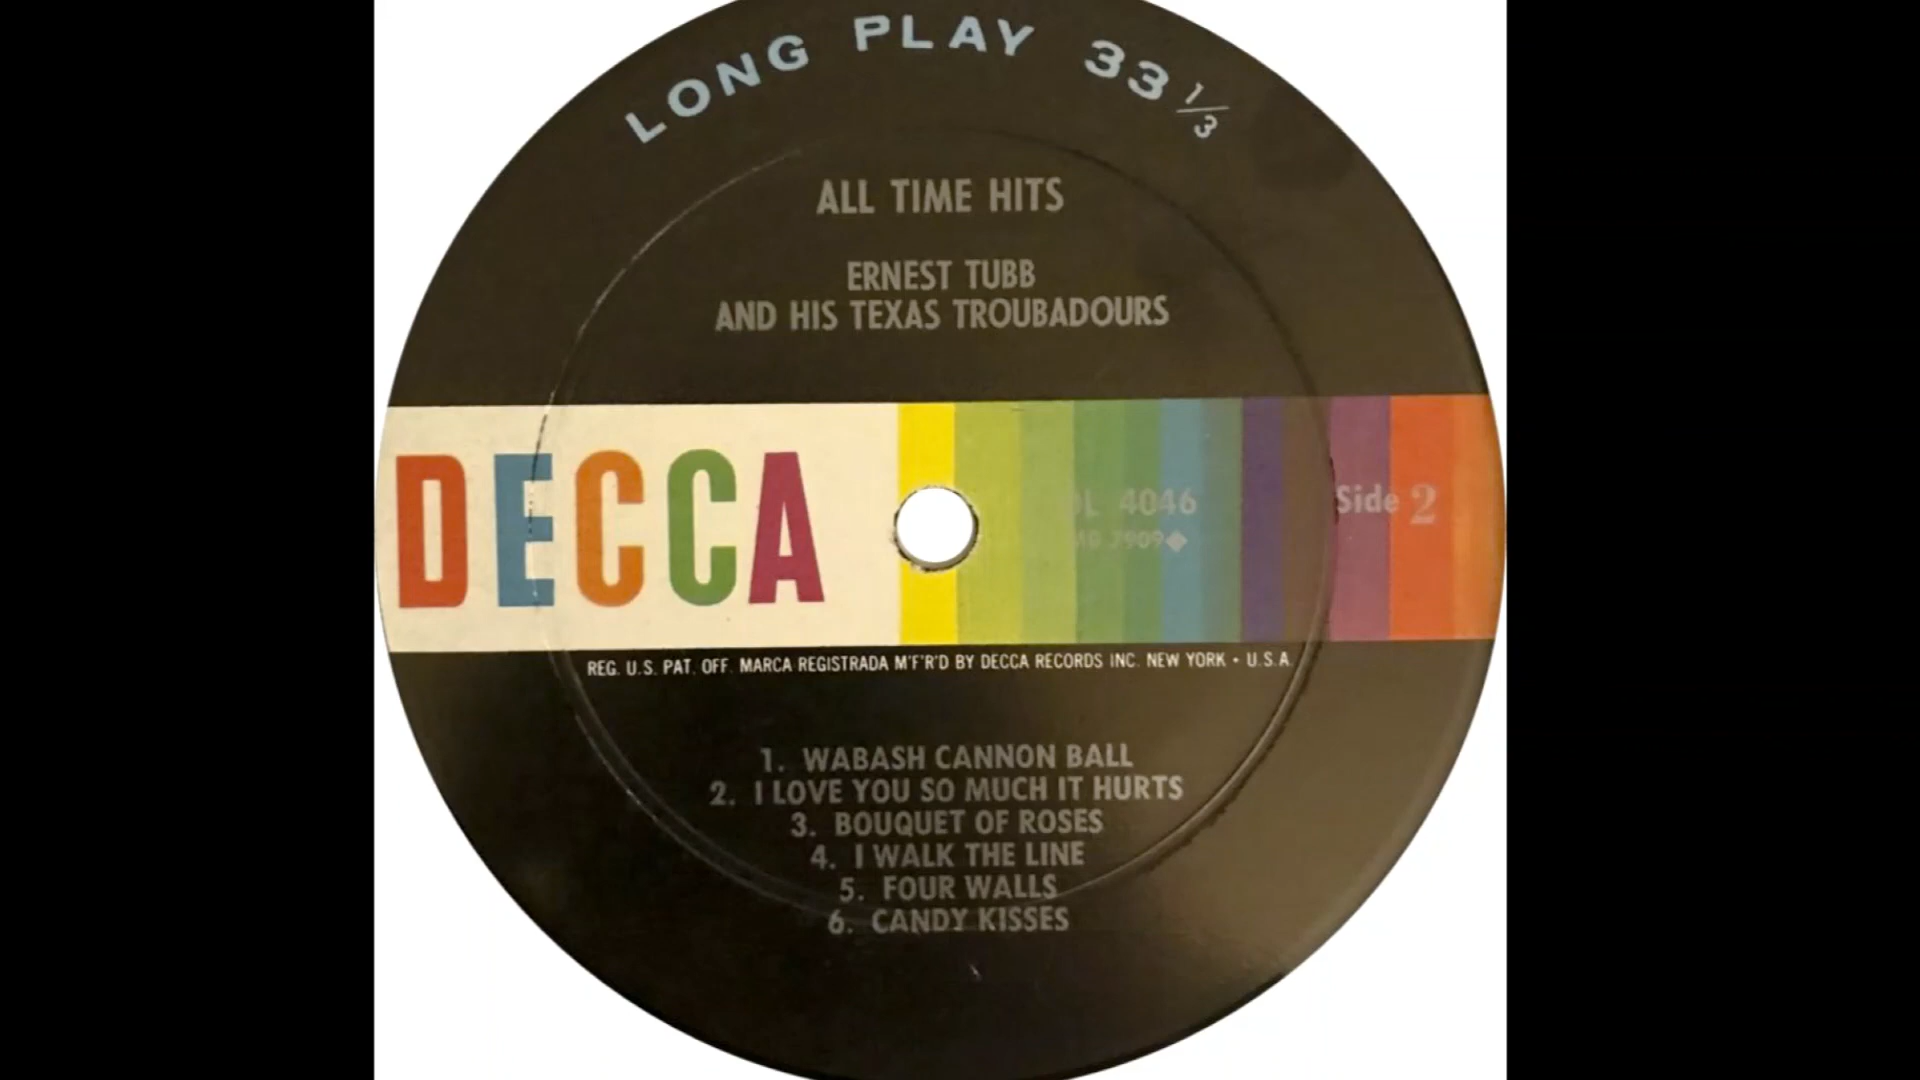 LONG PLAY 33 1/3
ALL TIME HITS
ERNEST TUBB
AND HIS TEXAS TROUBADOURS
DECCA
DL 4046
7909◆
Side 2
REG. U.S. PAT. OFF. MARCA REGISTRADA M'F'R'D BY DECCA RECORDS INC. NEW YORK • U.S.A.
1. WABASH CANNON BALL
2. I LOVE YOU SO MUCH IT HURTS
3. BOUQUET OF ROSES
4. I WALK THE LINE
5. FOUR WALLS
6. CANDY KISSES